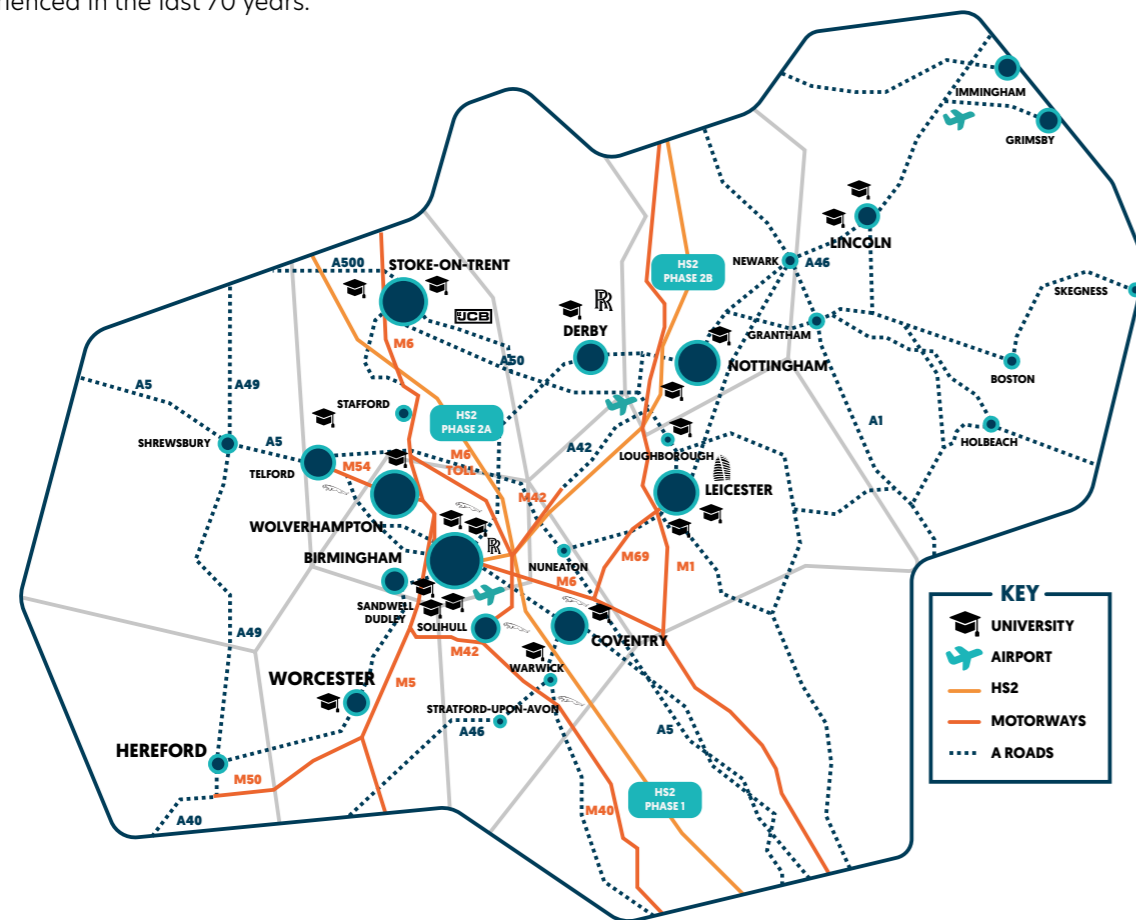 ienced in the last 70 years.
IMMINGHAM
GRIMSBY
LINCOLN
NEWARK
A46
HS2
PHASE 2B
SKEGNESS
A500
STOKE-ON-TRENT
JCB
RR
DERBY
GRANTHAM
M6
A50
NOTTINGHAM
BOSTON
A5
A49
STAFFORD
HS2
PHASE 2A
A1
SHREWSBURY
A5
HOLBEACH
TELFORD
M54
M6
TOLL
A42
LOUGHBOROUGH
M42
LEICESTER
WOLVERHAMPTON
RR
BIRMINGHAM
NUNEATON
M6
M69
M1
SANDWELL
DUDLEY
SOLIHULL
COVENTRY
A49
M42
WARWICK
WORCESTER
M5
STRATFORD-UPON-AVON
A46
A5
HEREFORD
M50
A40
M40
HS2
PHASE 1
KEY
UNIVERSITY
AIRPORT
HS2
MOTORWAYS
A ROADS